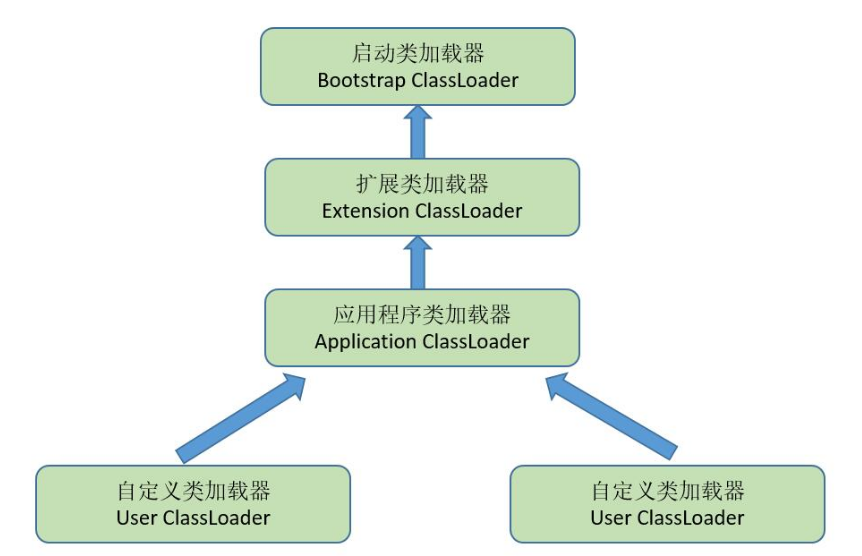 启动类加载器
Bootstrap ClassLoader
扩展类加载器
Extension ClassLoader
应用程序类加载器
Application ClassLoader
自定义类加载器
User ClassLoader
自定义类加载器
User ClassLoader